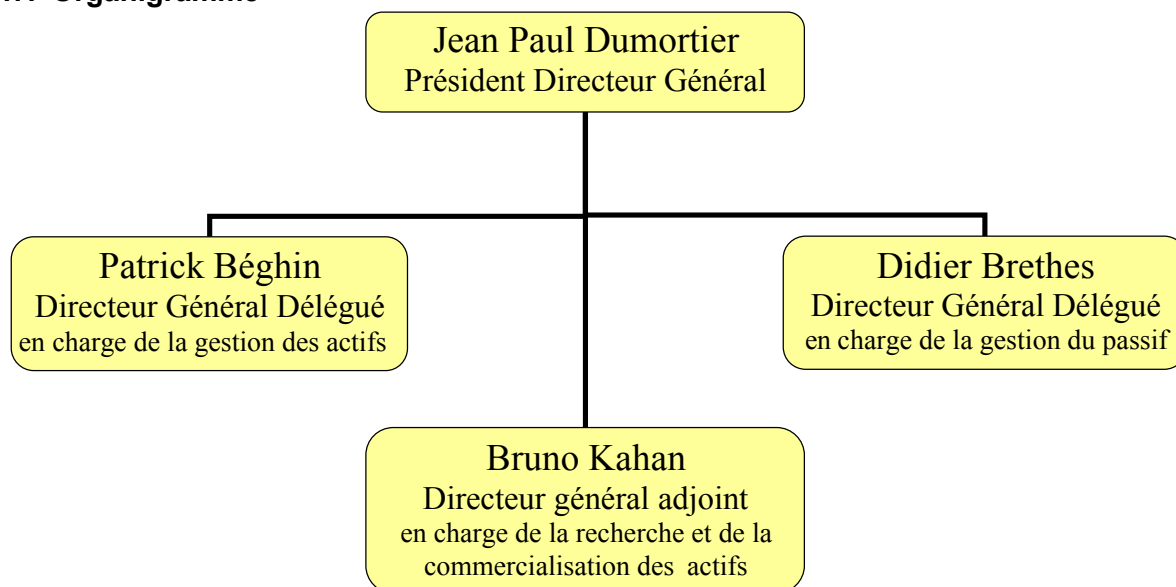 Jean Paul Dumortier
Président Directeur Général
Patrick Béghin
Directeur Général Délégué
en charge de la gestion des actifs
Didier Brethes
Directeur Général Délégué
en charge de la gestion du passif
Bruno Kahan
Directeur général adjoint
en charge de la recherche et de la
commercialisation des actifs